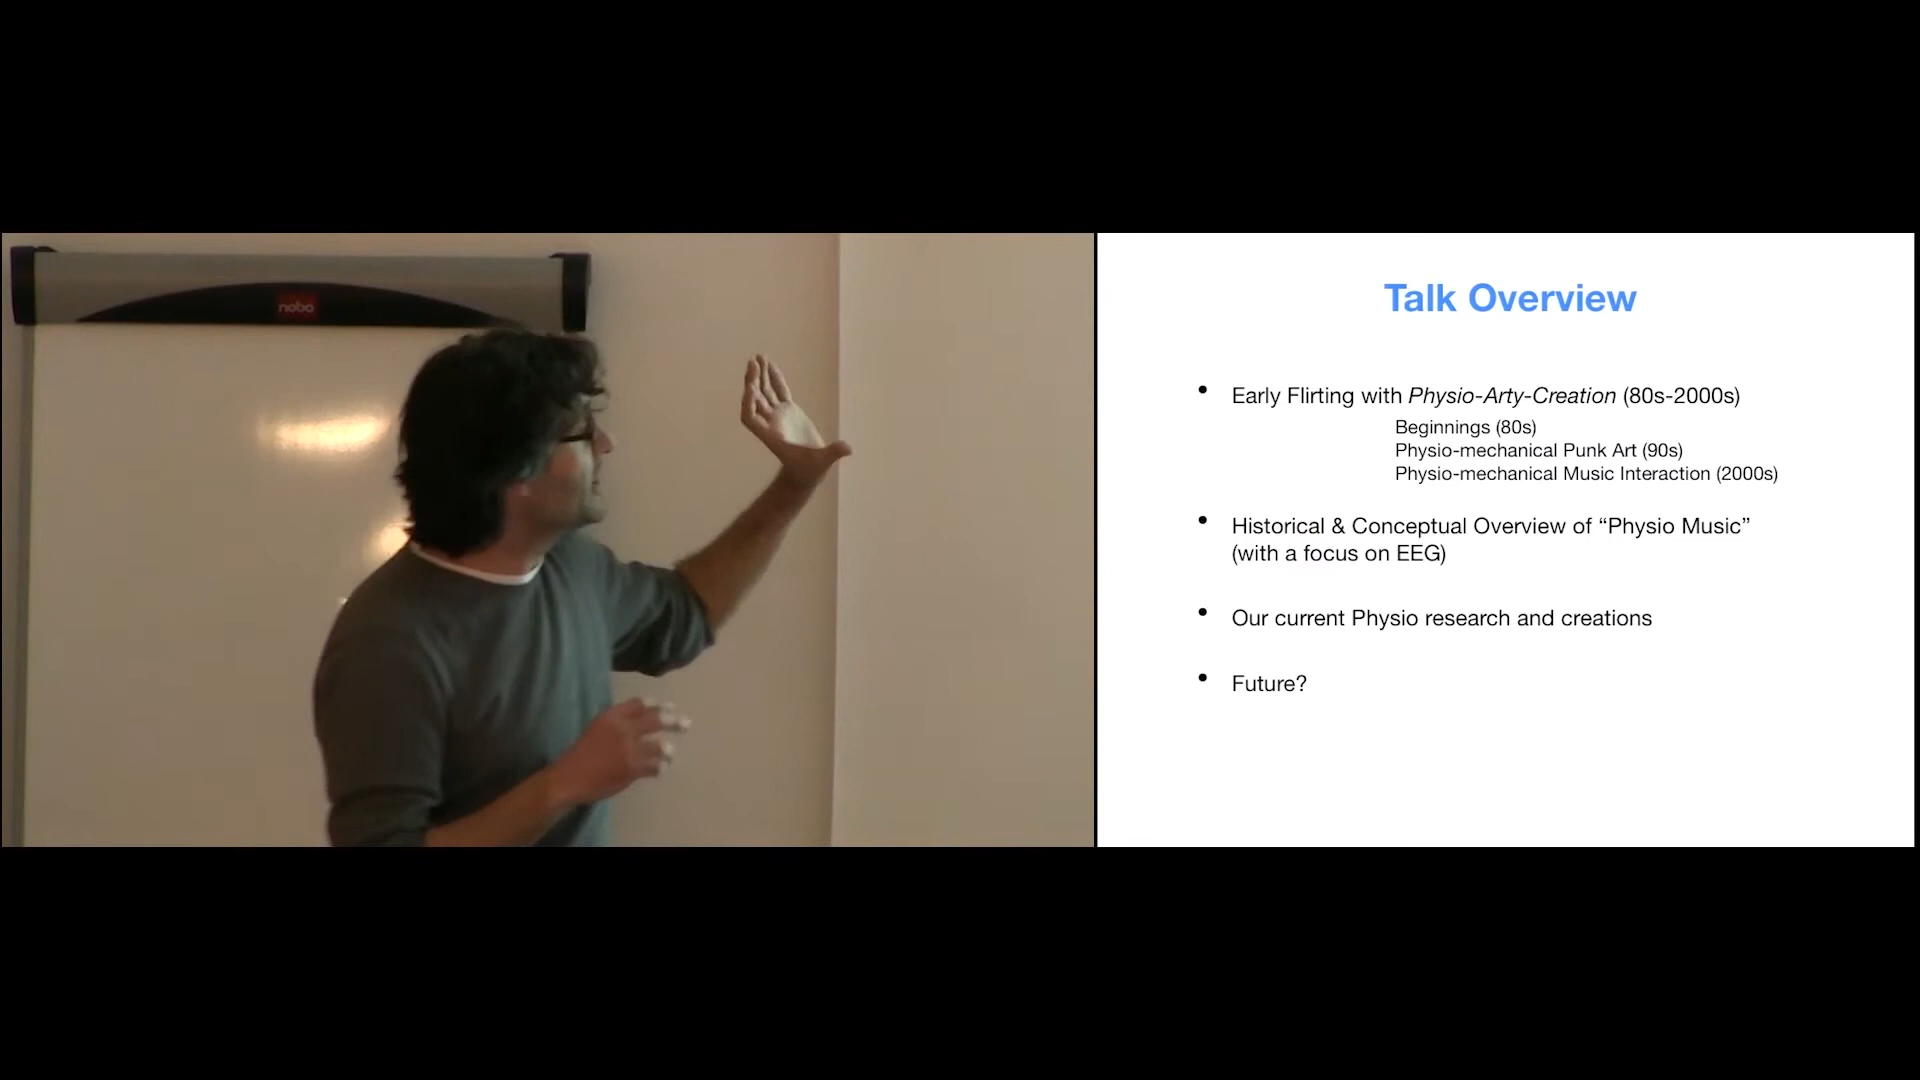 nobo
Talk Overview
• Early Flirting with Physio-Arty-Creation (80s-2000s)
Beginnings (80s)
Physio-mechanical Punk Art (90s)
Physio-mechanical Music Interaction (2000s)
• Historical & Conceptual Overview of “Physio Music”
(with a focus on EEG)
• Our current Physio research and creations
• Future?